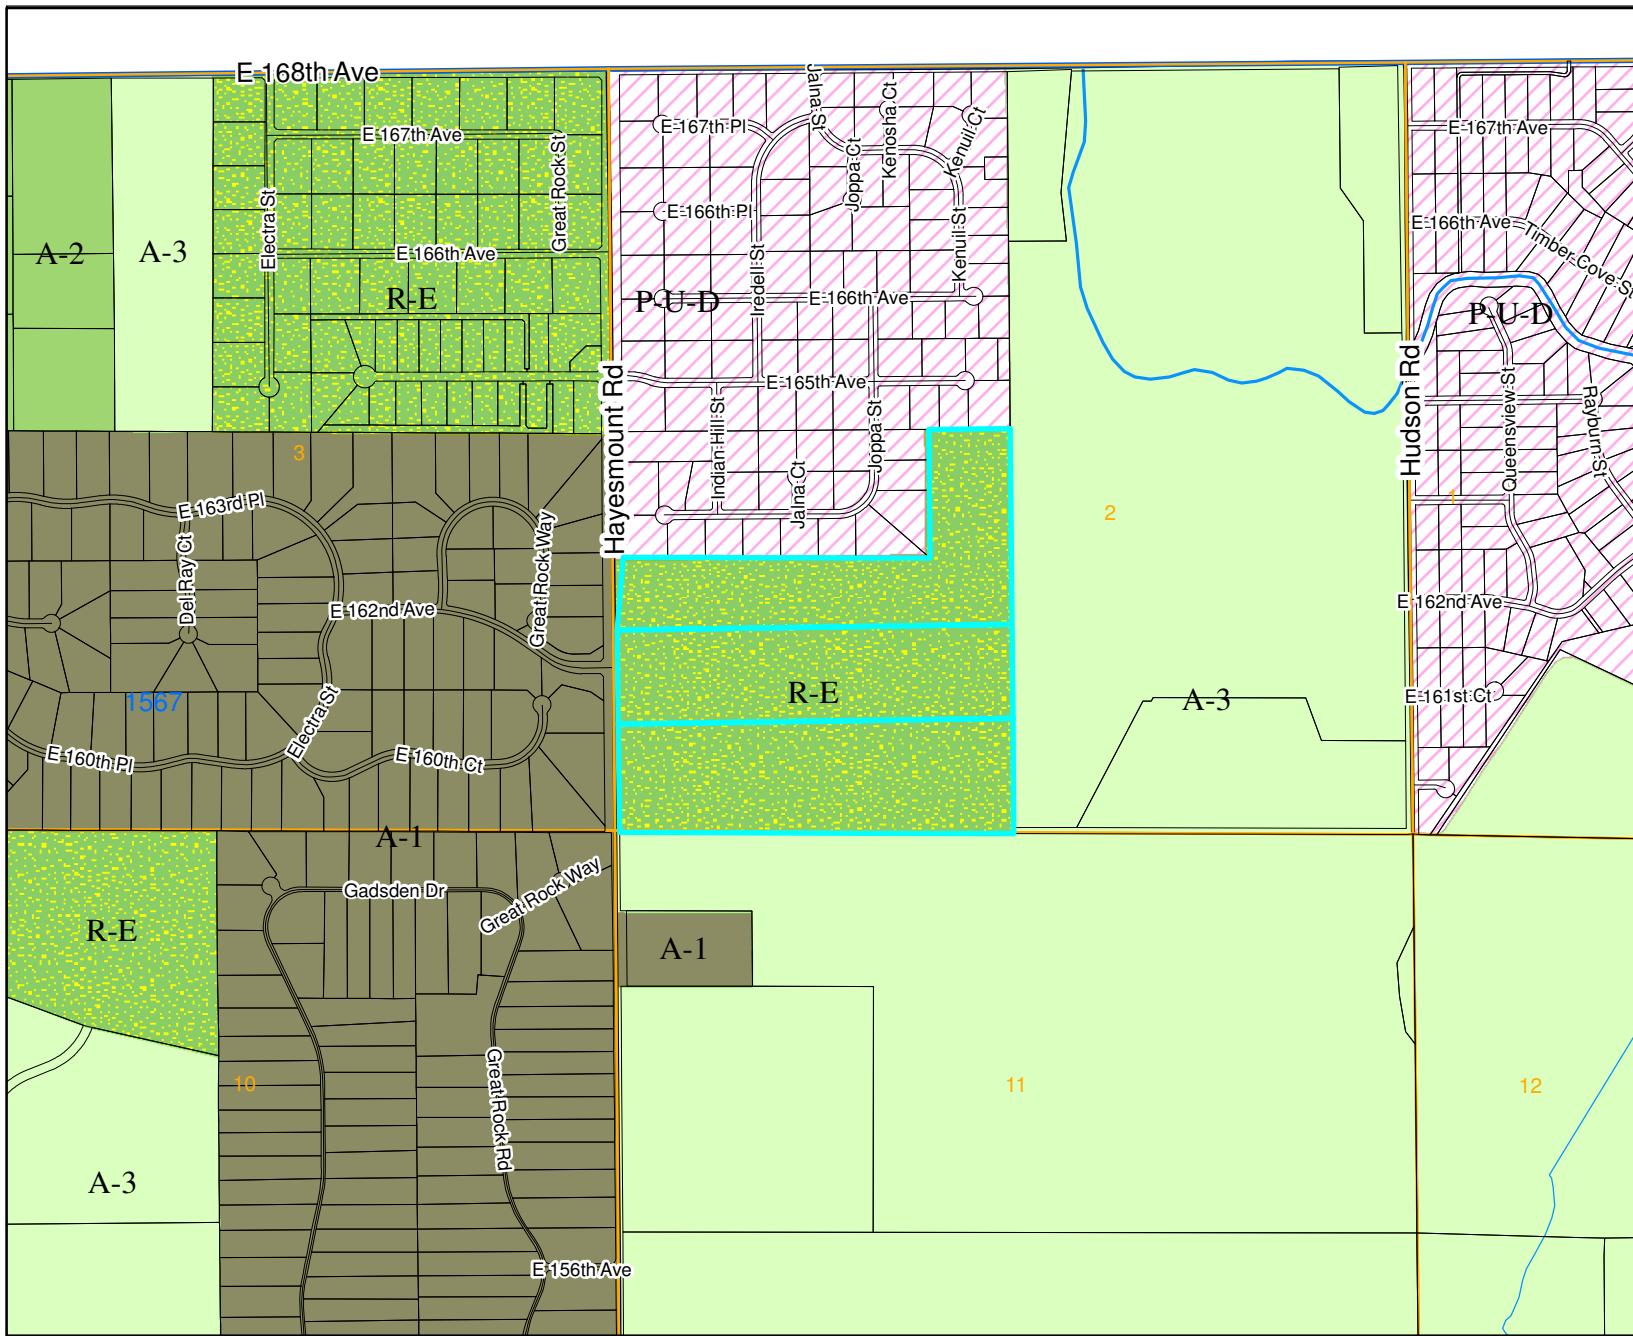 E 168th Ave
E 167th Ave
Great Rock St
Electra St
A-2
A-3
E 166th Ave
R-E
E 167th Pl
Jauna St
Kenosha Ct
Kenuil Ct
Joppa Ct
E 166th Pl
Iredell St
Kenuil St
P-U-D
E 166th Ave
E 165th Ave
Hayesmount Rd
Indian Hill St
Joppa St
Jalna Ct
E 167th Ave
E 166th Ave
Timber Cove St
P-U-D
Hudson Rd
Queensview St
Rayburn St
1
E 162nd Ave
E 161st Ct
3
E 163rd Pl
Del Ray Ct
Great Rock Way
E 162nd Ave
1567
Electra St
E 160th Pl
E 160th Ct
A-1
2
R-E
A-3
R-E
Gadsden Dr
Great Rock Way
A-1
10
Great Rock Rd
11
12
A-3
E 156th Ave